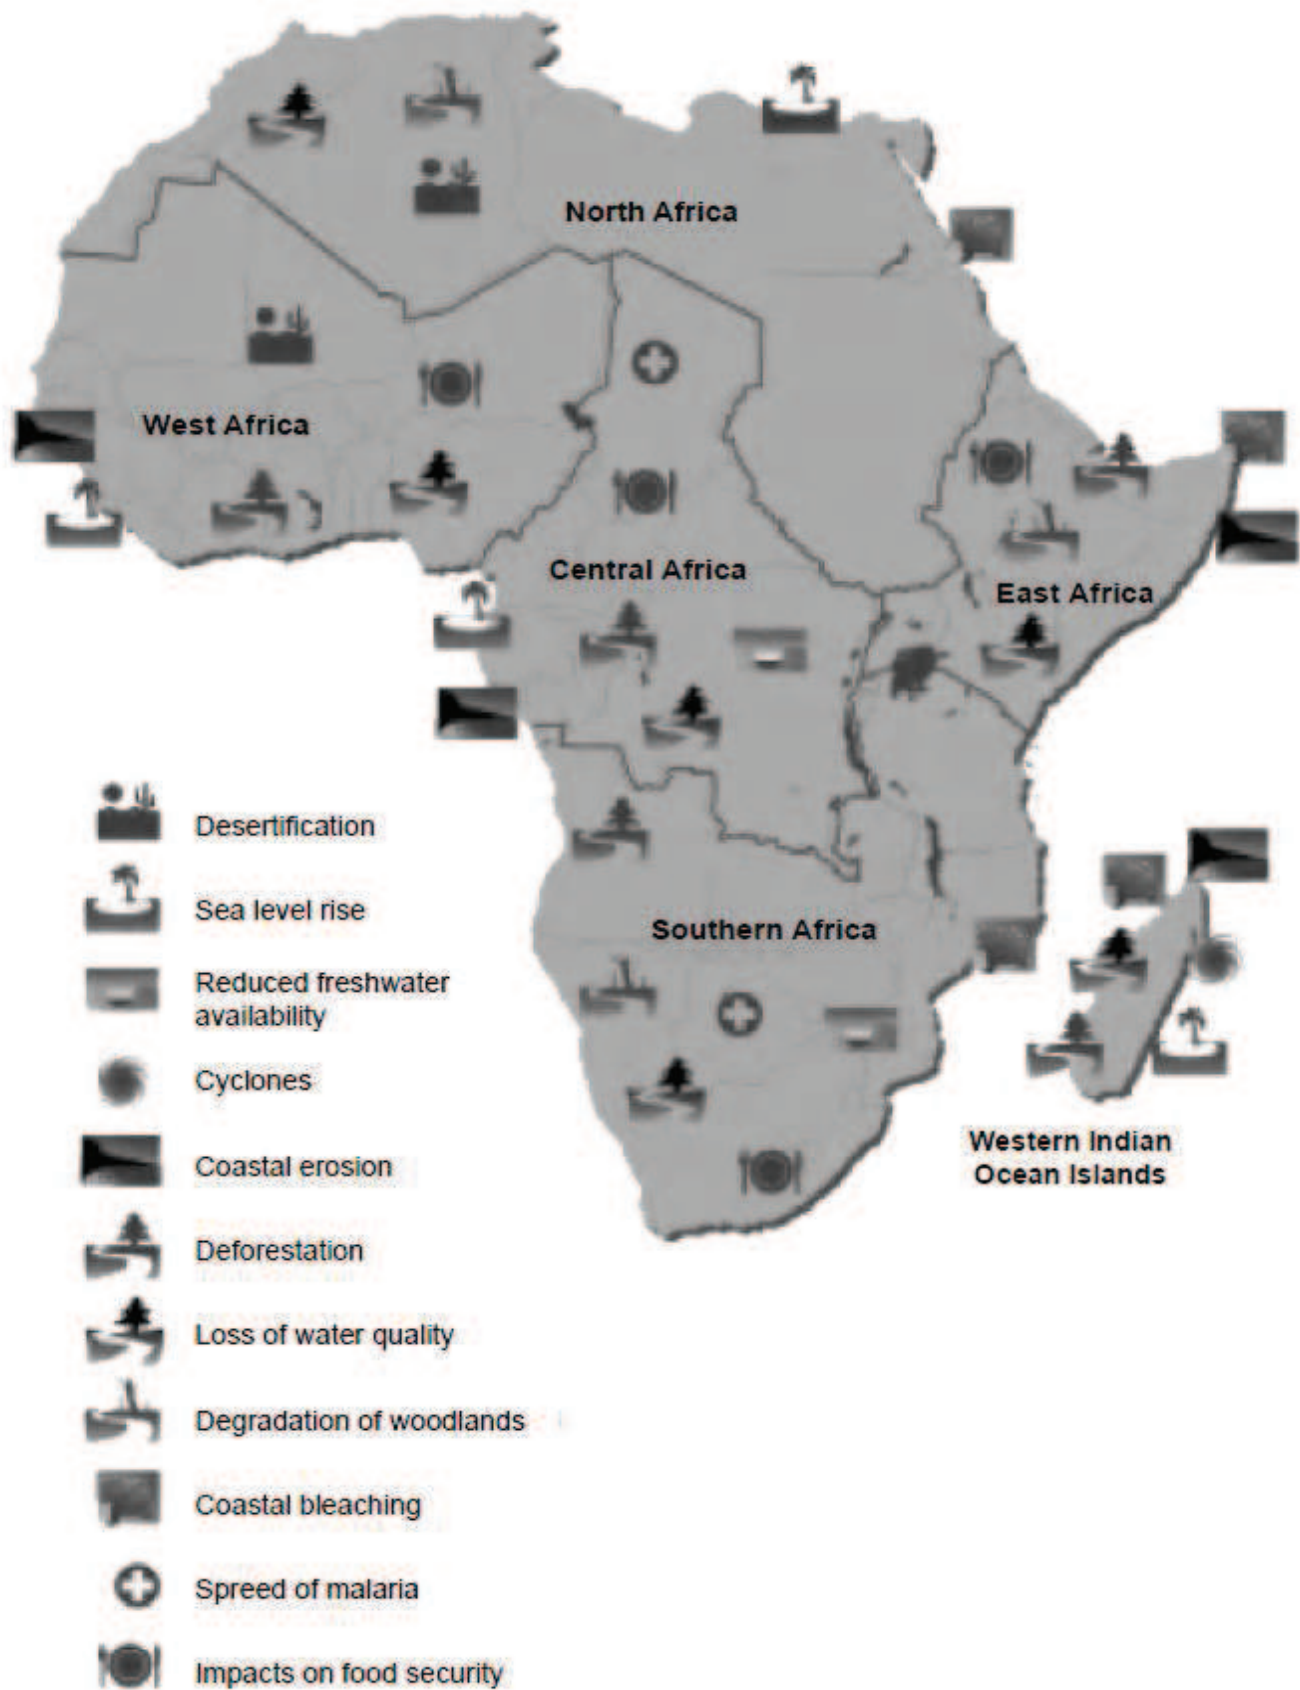 North Africa
West Africa
Central Africa
East Africa
Southern Africa
Western Indian
Ocean Islands
Desertification
Sea level rise
Reduced freshwater
availability
Cyclones
Coastal erosion
Deforestation
Loss of water quality
Degradation of woodlands
Coastal bleaching
Spreed of malaria
Impacts on food security